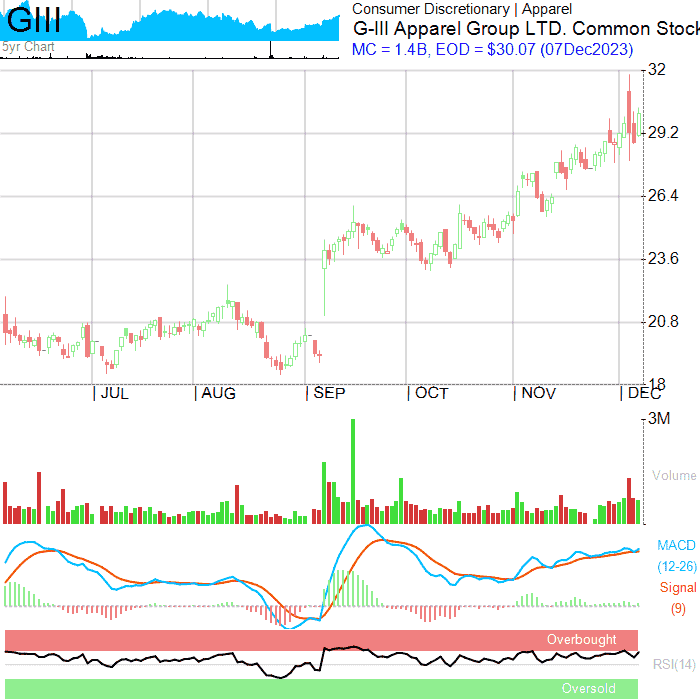 GIII
5yr Chart
Consumer Discretionary | Apparel
G-III Apparel Group LTD. Common Stock
MC = 1.4B, EOD = $30.07 (07Dec2023)
32
29.2
26.4
23.6
20.8
18
JUL
AUG
SEP
OCT
NOV
DEC
3M
Volume
MACD
(12-26)
Signal
(9)
Overbought
RSI(14)
Oversold